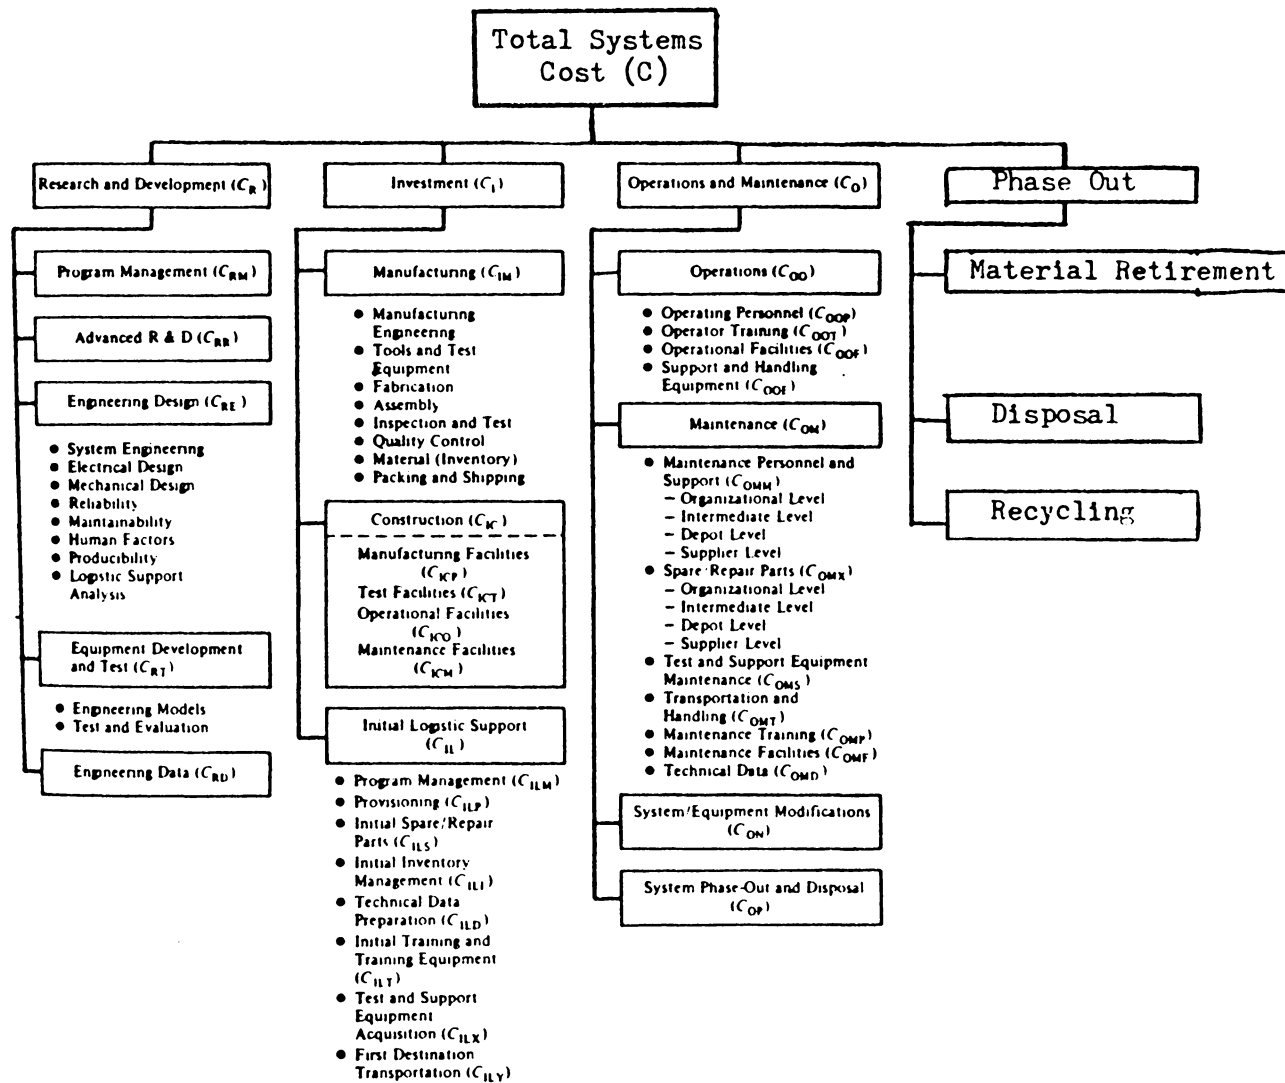 Total Systems
Cost (C)
Research and Development (C_R)
Program Management (C_RM)
Advanced R & D (C_RR)
Engineering Design (C_RE)
● System Engineering
● Electrical Design
● Mechanical Design
● Reliability
● Maintainability
● Human Factors
● Producibility
● Logistic Support
Analysis
Equipment Development
and Test (C_RT)
● Engineering Models
● Test and Evaluation
Engineering Data (C_RD)
Investment (C_I)
Manufacturing (C_IM)
● Manufacturing
Engineering
● Tools and Test
Equipment
● Fabrication
● Assembly
● Inspection and Test
● Quality Control
● Material (Inventory)
● Packing and Shipping
Construction (C_IC)
Manufacturing Facilities
(C_ICP)
Test Facilities (C_ICT)
Operational Facilities
(C_ICO)
Maintenance Facilities
(C_ICM)
Initial Logistic Support
(C_IL)
● Program Management (C_ILM)
● Provisioning (C_ILP)
● Initial Spare/Repair
Parts (C_ILS)
● Initial Inventory
Management (C_ILI)
● Technical Data
Preparation (C_ILD)
● Initial Training and
Training Equipment
(C_ILT)
● Test and Support
Equipment
Acquisition (C_ILX)
● First Destination
Transportation (C_ILY)
Operations and Maintenance (C_O)
Operations (C_OO)
● Operating Personnel (C_OOP)
● Operator Training (C_OOT)
● Operational Facilities (C_OOF)
● Support and Handling
Equipment
Maintenance (C_OM)
● Maintenance Personnel and
Support (C_OMM)
– Organizational Level
– Intermediate Level
– Depot Level
– Supplier Level
● Spare/Repair Parts (C_OMX)
– Organizational Level
– Intermediate Level
– Depot Level
– Supplier Level
● Test and Support Equipment
Maintenance (C_OMS)
● Transportation and
Handling (C_OMT)
● Maintenance Training (C_OMP)
● Maintenance Facilities (C_OMF)
● Technical Data (C_OMD)
System/Equipment Modifications
(C_ON)
System Phase-Out and Disposal
(C_OP)
Phase Out
Material Retirement
Disposal
Recycling